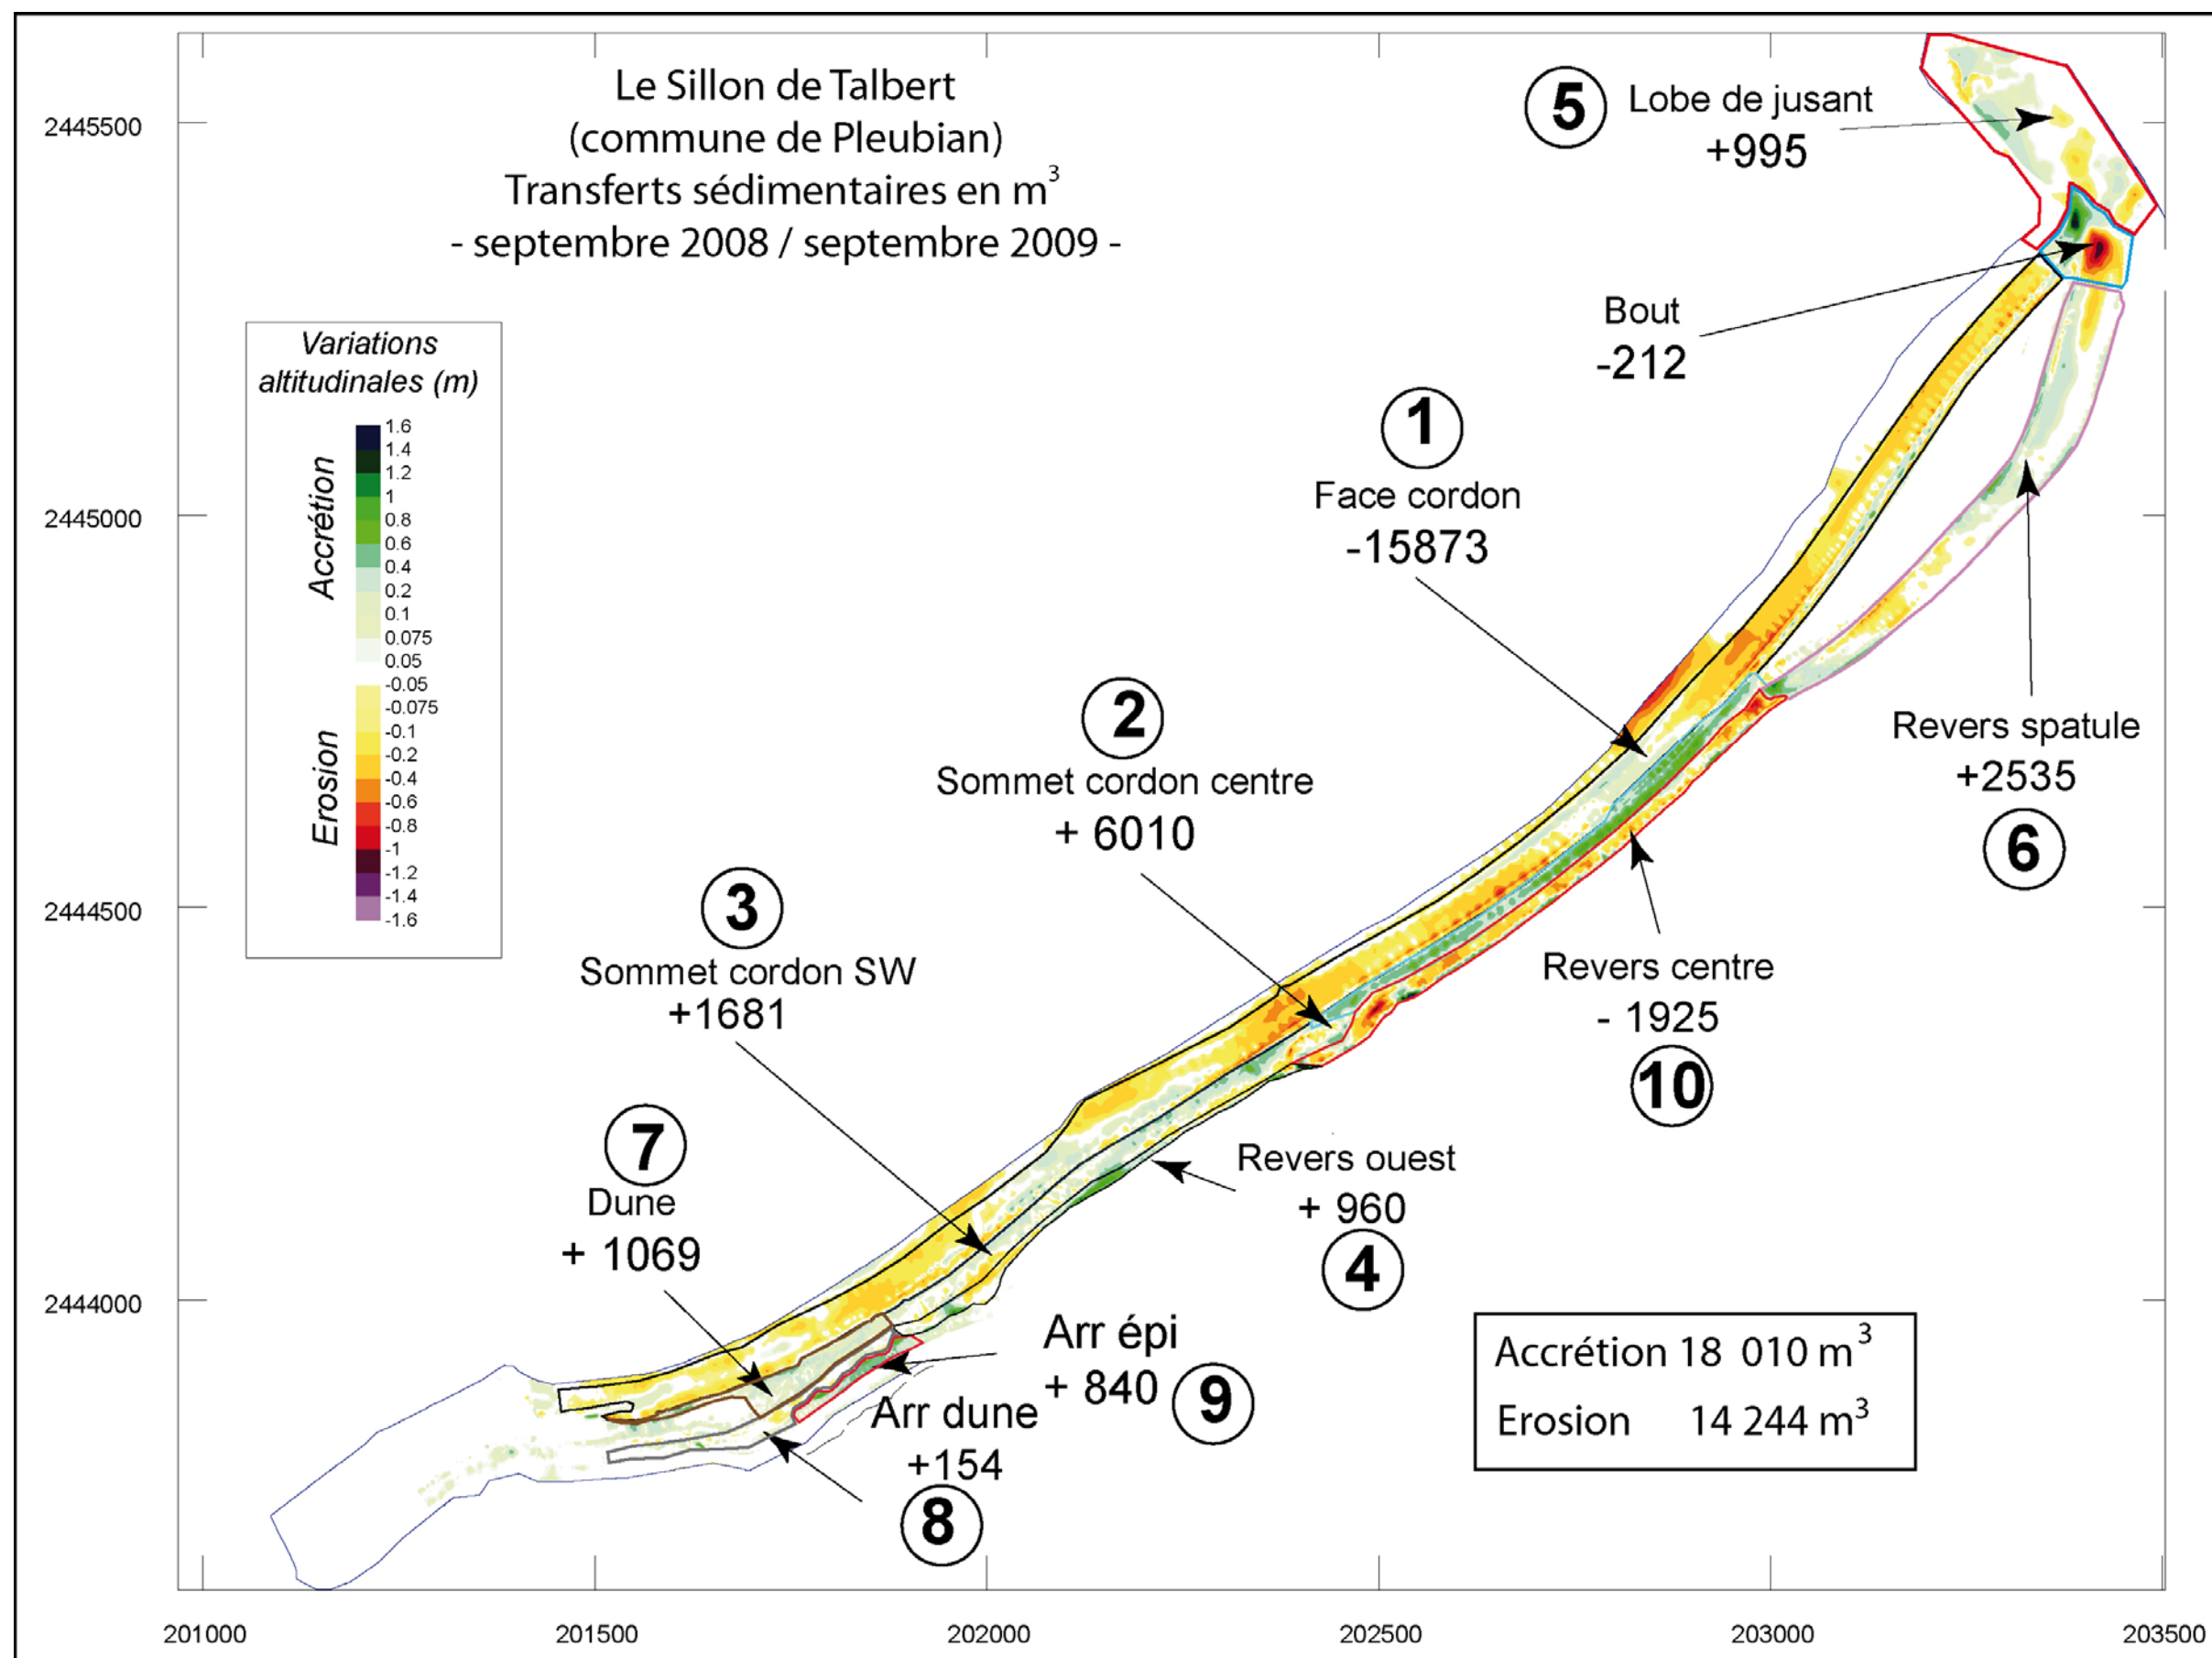 Le Sillon de Talbert
(commune de Pleubian)
Transferts sédimentaires en m³
- septembre 2008 / septembre 2009 -
5 Lobe de jusant
+995
Bout
-212
1
Face cordon
-15873
2
Sommet cordon centre
+ 6010
3
Sommet cordon SW
+1681
7
Dune
+ 1069
Revers spatule
+2535
6
Revers centre
- 1925
10
Revers ouest
+ 960
4
Arr épi
+ 840 9
Arr dune
+154
8
Accrétion 18 010 m³
Erosion 14 244 m³
Variations
altitudinales (m)
Accrétion
Erosion
1.6
1.4
1.2
1
0.8
0.6
0.4
0.2
0.1
0.075
0.05
-0.05
-0.075
-0.1
-0.2
-0.4
-0.6
-0.8
-1
-1.2
-1.4
-1.6
2445500
2445000
2444500
2444000
201000 201500 202000 202500 203000 203500